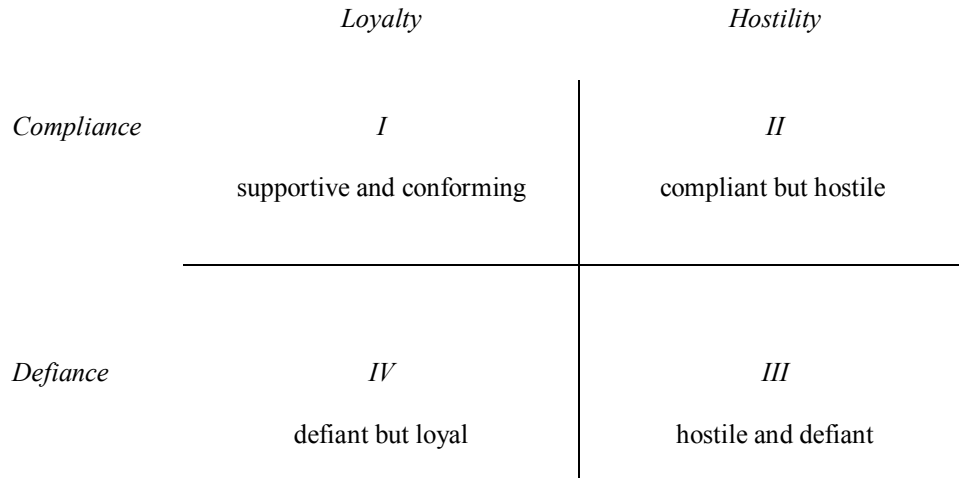 Loyalty Hostility
Compliance I II
supportive and conforming compliant but hostile
Defiance IV III
defiant but loyal hostile and defiant